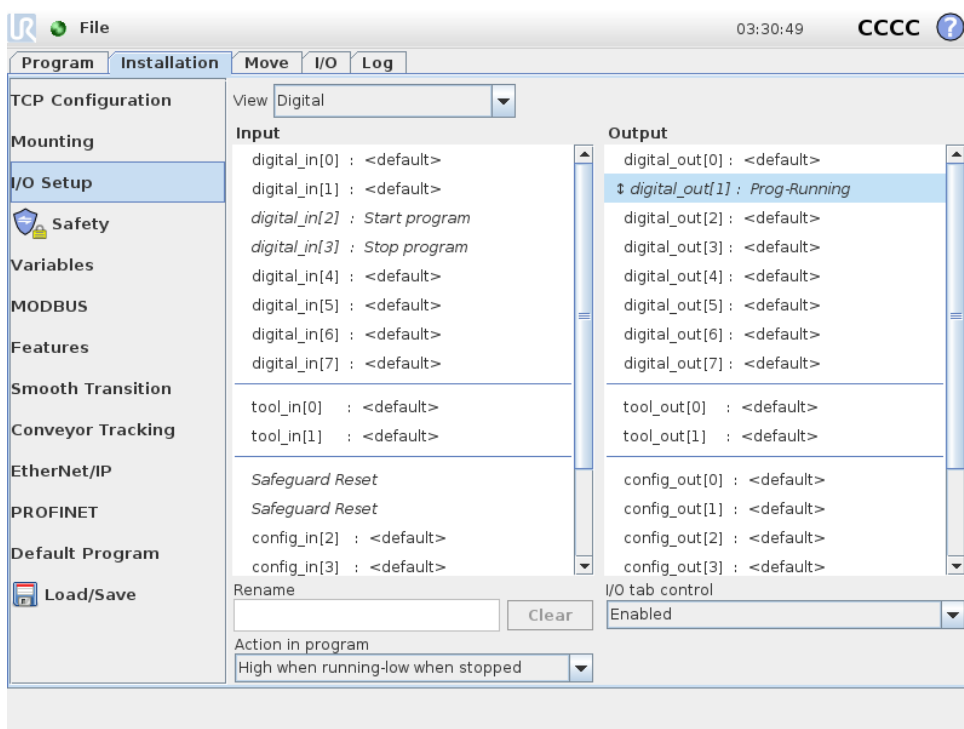 UR File 03:30:49 CCCC ?
Program Installation Move I/O Log
TCP Configuration
Mounting
I/O Setup
Safety
Variables
MODBUS
Features
Smooth Transition
Conveyor Tracking
EtherNet/IP
PROFINET
Default Program
Load/Save
View Digital
Input
digital_in[0] : <default>
digital_in[1] : <default>
digital_in[2] : Start program
digital_in[3] : Stop program
digital_in[4] : <default>
digital_in[5] : <default>
digital_in[6] : <default>
digital_in[7] : <default>
tool_in[0] : <default>
tool_in[1] : <default>
Safeguard Reset
Safeguard Reset
config_in[2] : <default>
config_in[3] : <default>
Rename
Clear
Action in program
High when running-low when stopped
Output
digital_out[0] : <default>
↕ digital_out[1] : Prog-Running
digital_out[2] : <default>
digital_out[3] : <default>
digital_out[4] : <default>
digital_out[5] : <default>
digital_out[6] : <default>
digital_out[7] : <default>
tool_out[0] : <default>
tool_out[1] : <default>
config_out[0] : <default>
config_out[1] : <default>
config_out[2] : <default>
config_out[3] : <default>
I/O tab control
Enabled